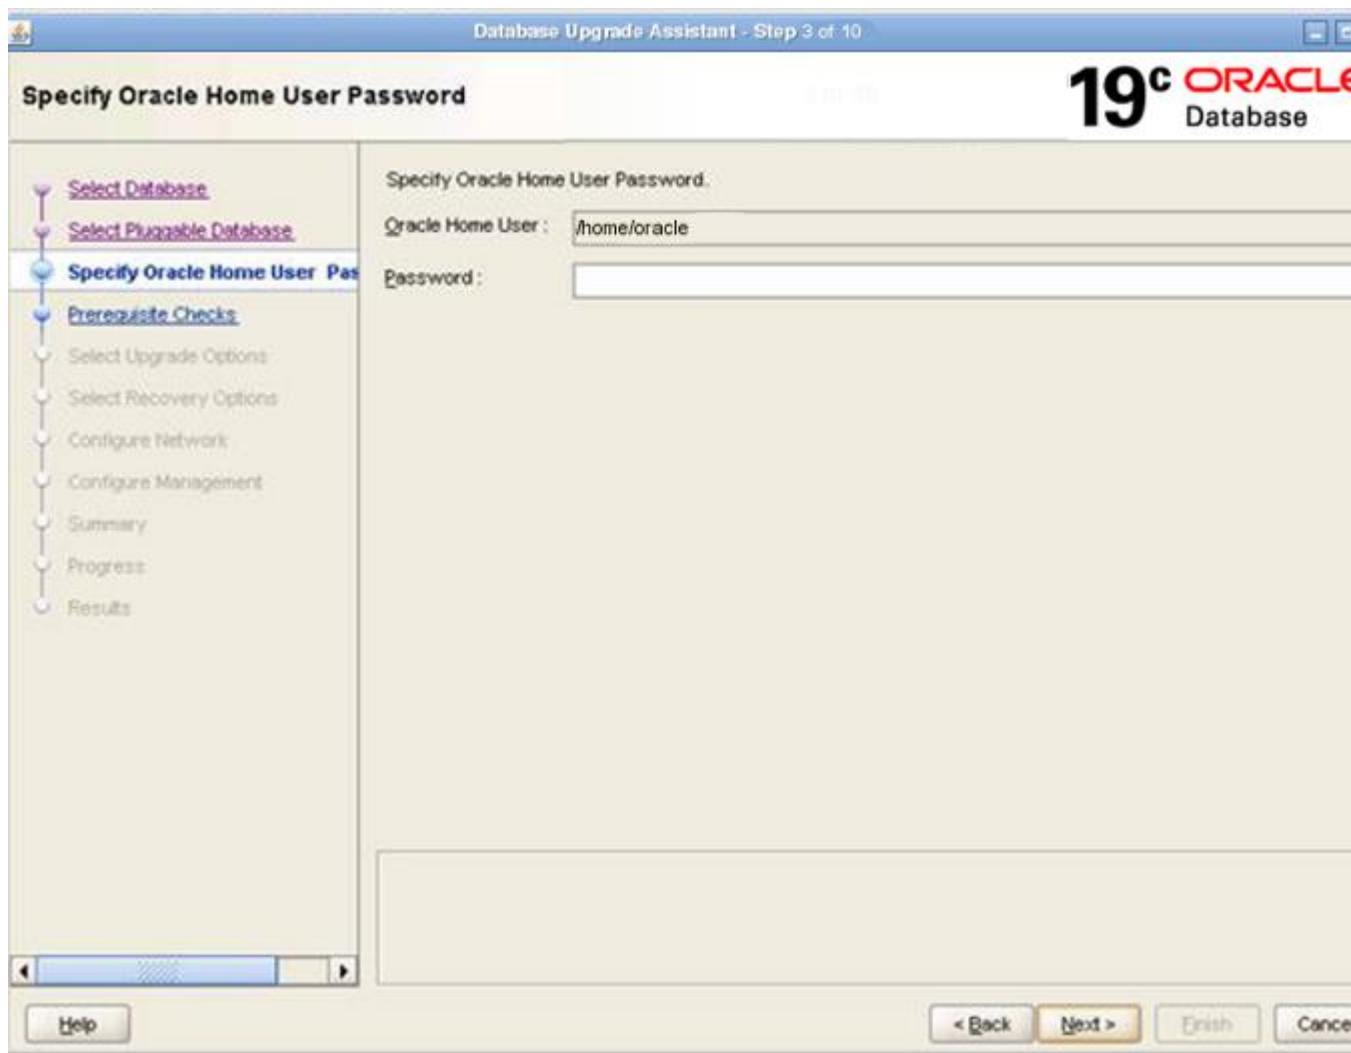 Database Upgrade Assistant - Step 3 of 10
Specify Oracle Home User Password
19c ORACLE
Database
Select Database
Select Pluggable Database
Specify Oracle Home User Pas
Prerequisite Checks
Select Upgrade Options
Select Recovery Options
Configure Network
Configure Management
Summary
Progress
Results
Specify Oracle Home User Password.
Oracle Home User :
/home/oracle
Password :
Help
< Back
Next >
Finish
Cance